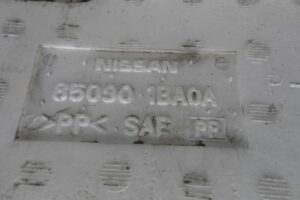 NISSAN
85090 1BA0A
>PP< SAE PP
P-